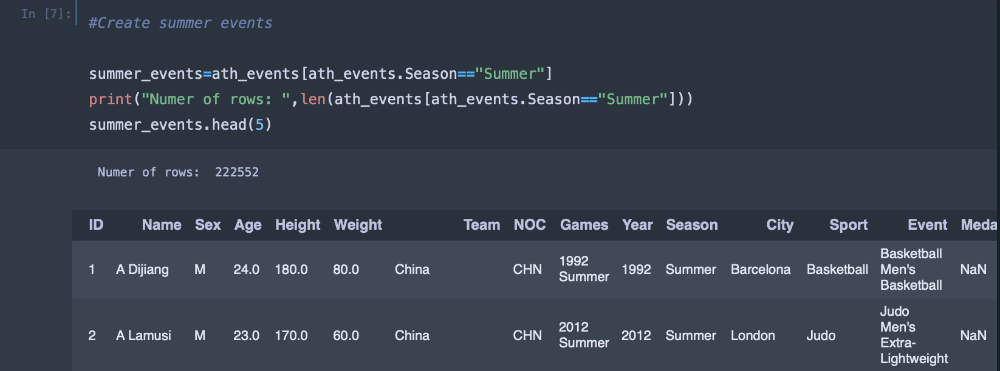 In [7]:
#Create summer events
summer_events=ath_events[ath_events.Season=="Summer"]
print("Numer of rows: ",len(ath_events[ath_events.Season=="Summer"]))
summer_events.head(5)
Numer of rows:  222552
ID Name Sex Age Height Weight Team NOC Games Year Season City Sport Event Meda
1 A Dijiang M 24.0 180.0 80.0 China CHN 1992 Summer 1992 Summer Barcelona Basketball Basketball Men's Basketball NaN
2 A Lamusi M 23.0 170.0 60.0 China CHN 2012 Summer 2012 Summer London Judo Judo Men's Extra-Lightweight NaN